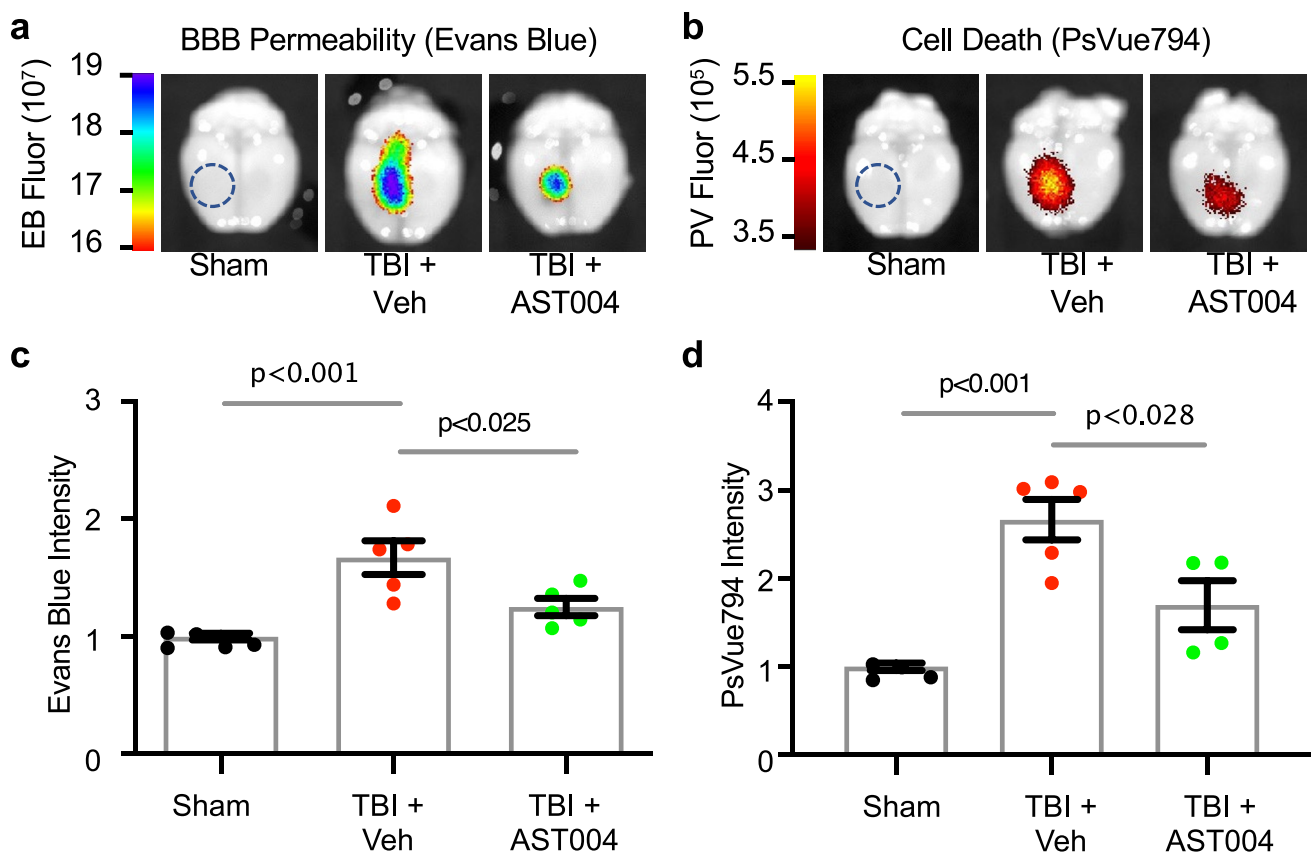 a
BBB Permeability (Evans Blue)
EB Fluor (10⁷)
19
18
17
16
Sham
TBI +
Veh
TBI +
AST004
b
Cell Death (PsVue794)
PV Fluor (10⁵)
5.5
4.5
3.5
Sham
TBI +
Veh
TBI +
AST004
c
p<0.001
p<0.025
Evans Blue Intensity
3
2
1
0
Sham
TBI +
Veh
TBI +
AST004
d
p<0.001
p<0.028
PsVue794 Intensity
4
3
2
1
0
Sham
TBI +
Veh
TBI +
AST004